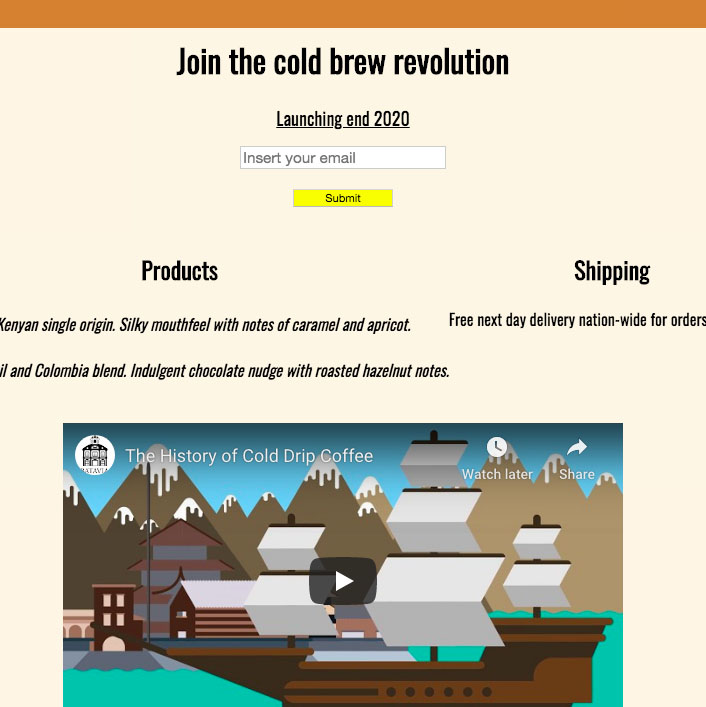 Join the cold brew revolution
Launching end 2020
Insert your email
Submit
Products
Kenyan single origin. Silky mouthfeel with notes of caramel and apricot.
and Colombia blend. Indulgent chocolate nudge with roasted hazelnut notes.
Shipping
Free next day delivery nation-wide for orders
The History of Cold Drip Coffee
Watch later
Share